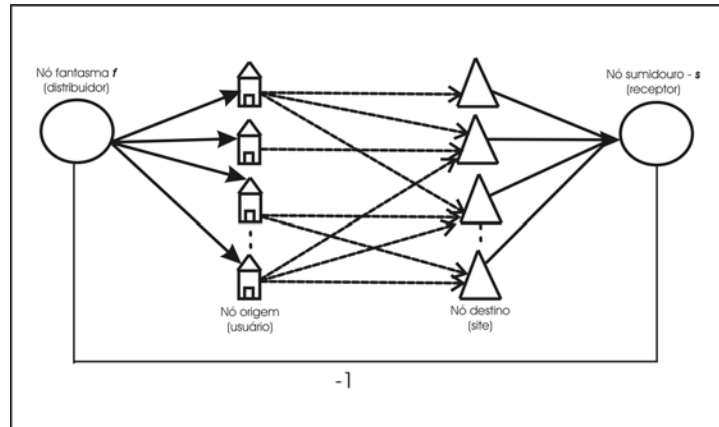 Nó fantasma f
(distribuidor)
Nó sumidouro - s
(receptor)
Nó origem
(usuário)
Nó destino
(site)
-1